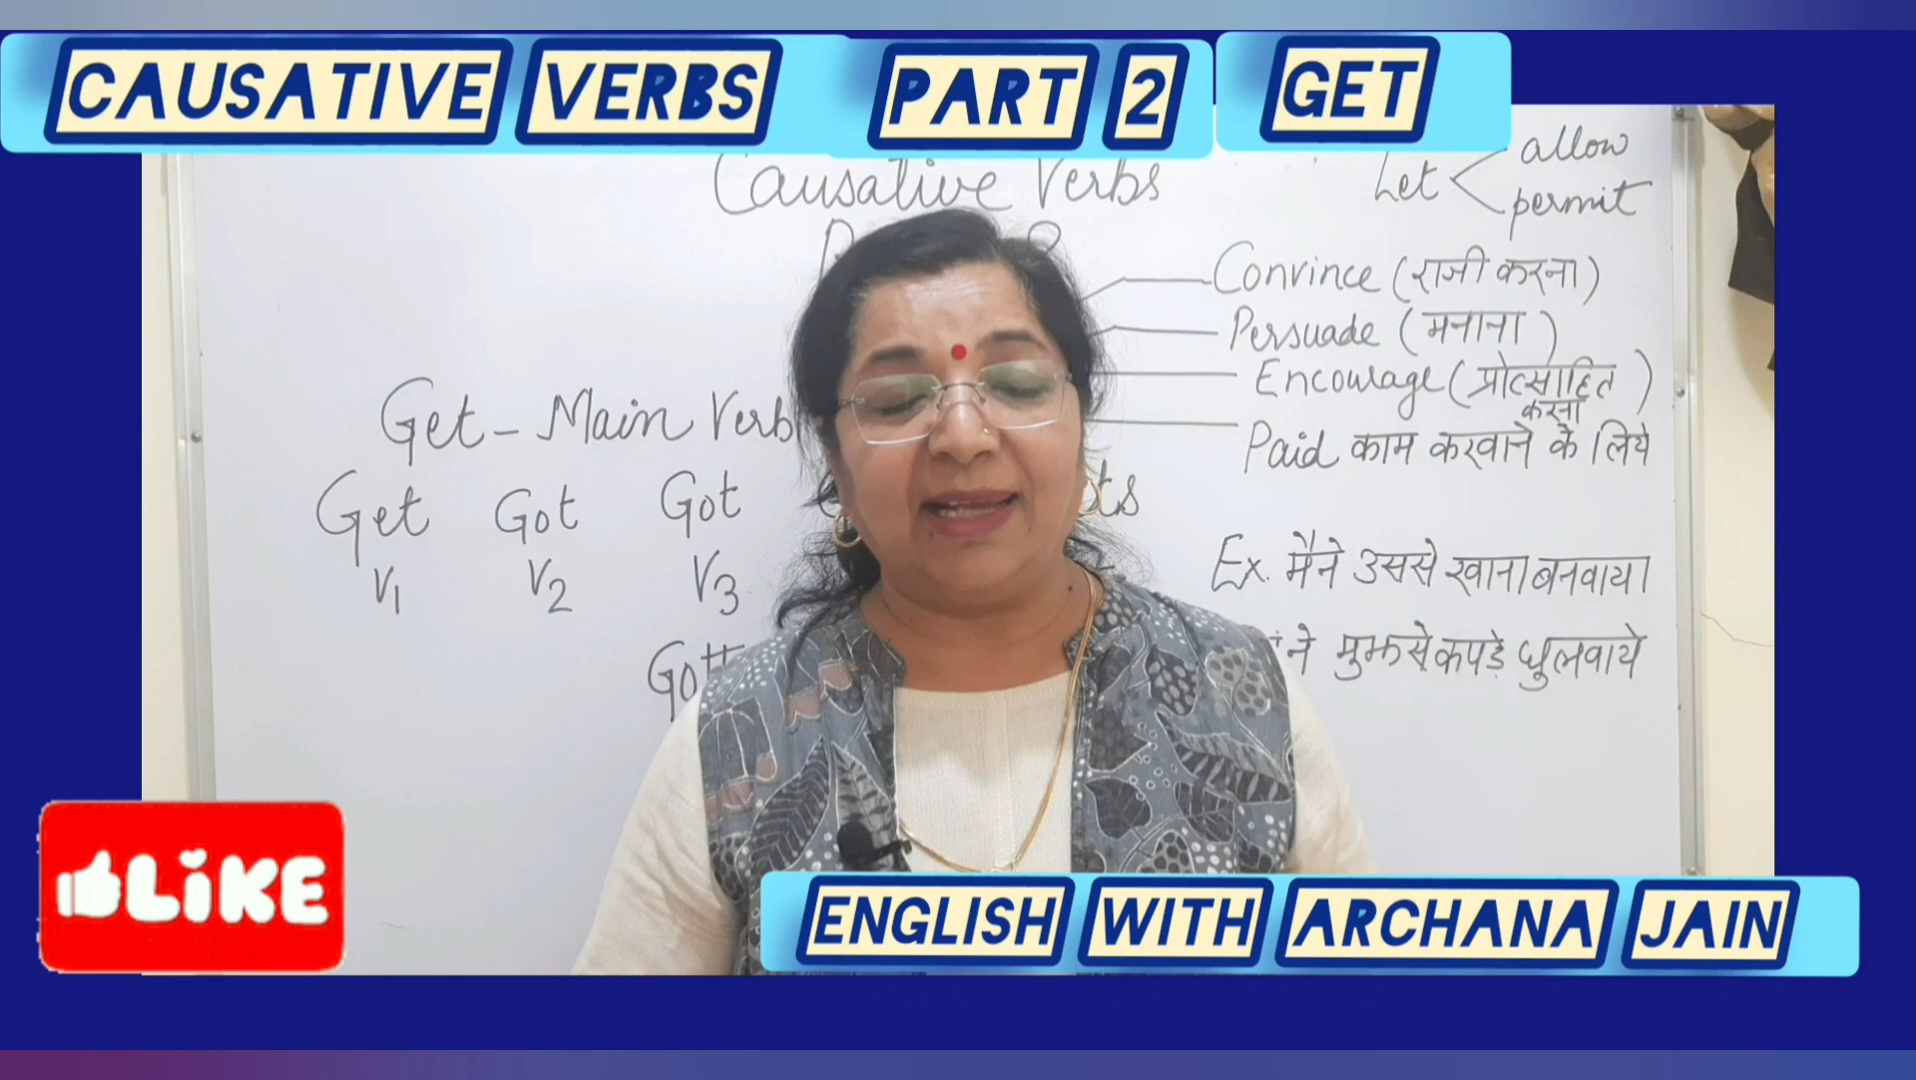 CAUSATIVE VERBS PART 2 GET
Causative Verbs
Let allow
permit
Convince (राजी करना)
Persuade (मनाना)
Encourage (प्रोत्साहित करना)
Paid काम करवाने के लिये
Get - Main Verb
Get Got Got
V1 V2 V3
Ex. मैंने उससे खाना बनवाया
मुझसे कपड़े धुलवाये
LIKE
ENGLISH WITH ARCHANA JAIN